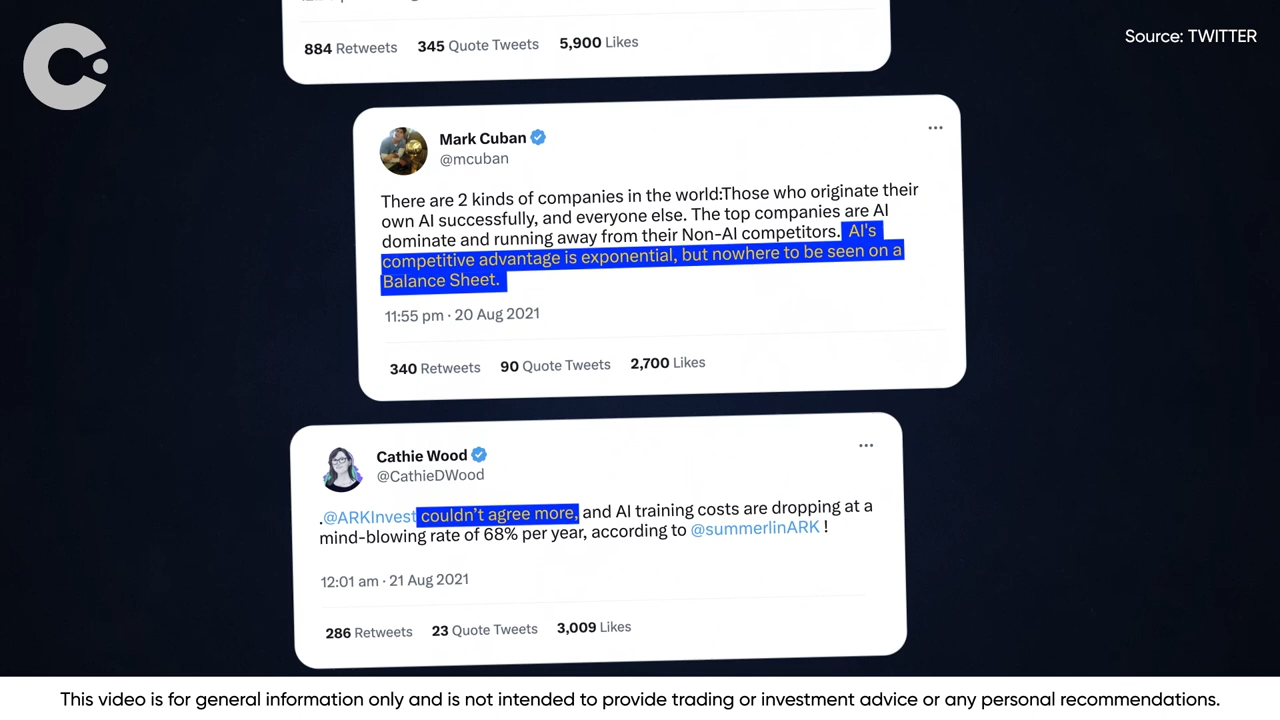 Source: TWITTER
884 Retweets 345 Quote Tweets 5,900 Likes
Mark Cuban
@mcuban
There are 2 kinds of companies in the world:Those who originate their
own AI successfully, and everyone else. The top companies are AI
dominate and running away from their Non-AI competitors. AI's
competitive advantage is exponential, but nowhere to be seen on a
Balance Sheet.
11:55 pm · 20 Aug 2021
340 Retweets 90 Quote Tweets 2,700 Likes
Cathie Wood
@CathieDWood
.@ARKInvest couldn't agree more, and AI training costs are dropping at a
mind-blowing rate of 68% per year, according to @summerlinARK !
12:01 am · 21 Aug 2021
286 Retweets 23 Quote Tweets 3,009 Likes
This video is for general information only and is not intended to provide trading or investment advice or any personal recommendations.